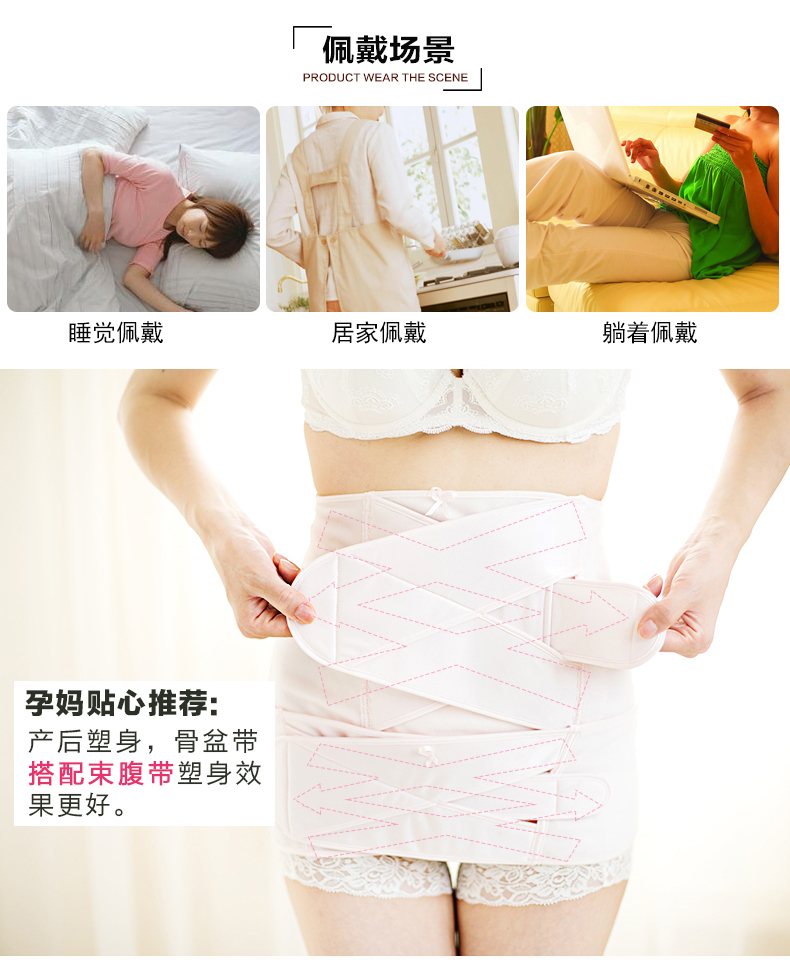 佩戴场景
PRODUCT WEAR THE SCENE
睡觉佩戴
居家佩戴
躺着佩戴
孕妈贴心推荐:
产后塑身，骨盆带
搭配束腹带塑身效
果更好。